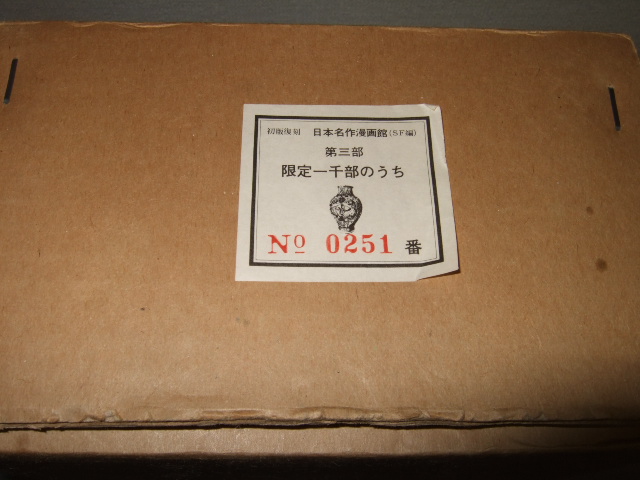 初版復刻 日本名作漫画館(SF編)
第三部
限定一千部のうち
No 0251 番